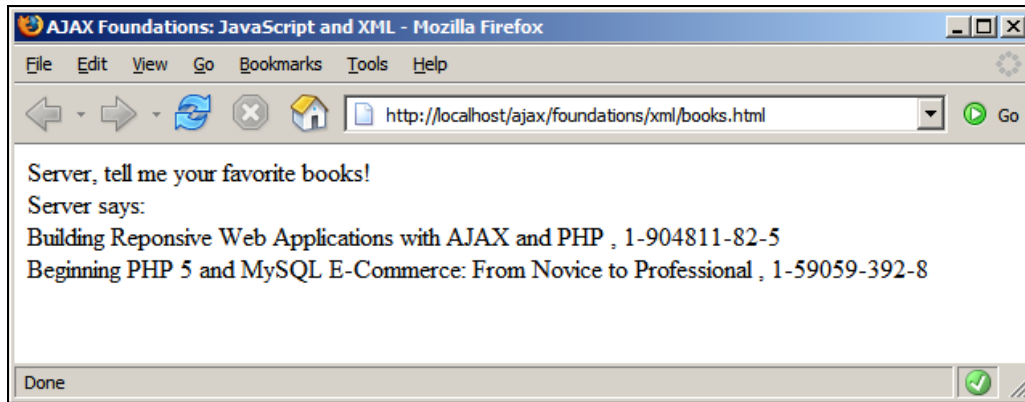 AJAX Foundations: JavaScript and XML - Mozilla Firefox
File Edit View Go Bookmarks Tools Help
http://localhost/ajax/foundations/xml/books.html Go
Server, tell me your favorite books!
Server says:
Building Reponsive Web Applications with AJAX and PHP , 1-904811-82-5
Beginning PHP 5 and MySQL E-Commerce: From Novice to Professional , 1-59059-392-8
Done